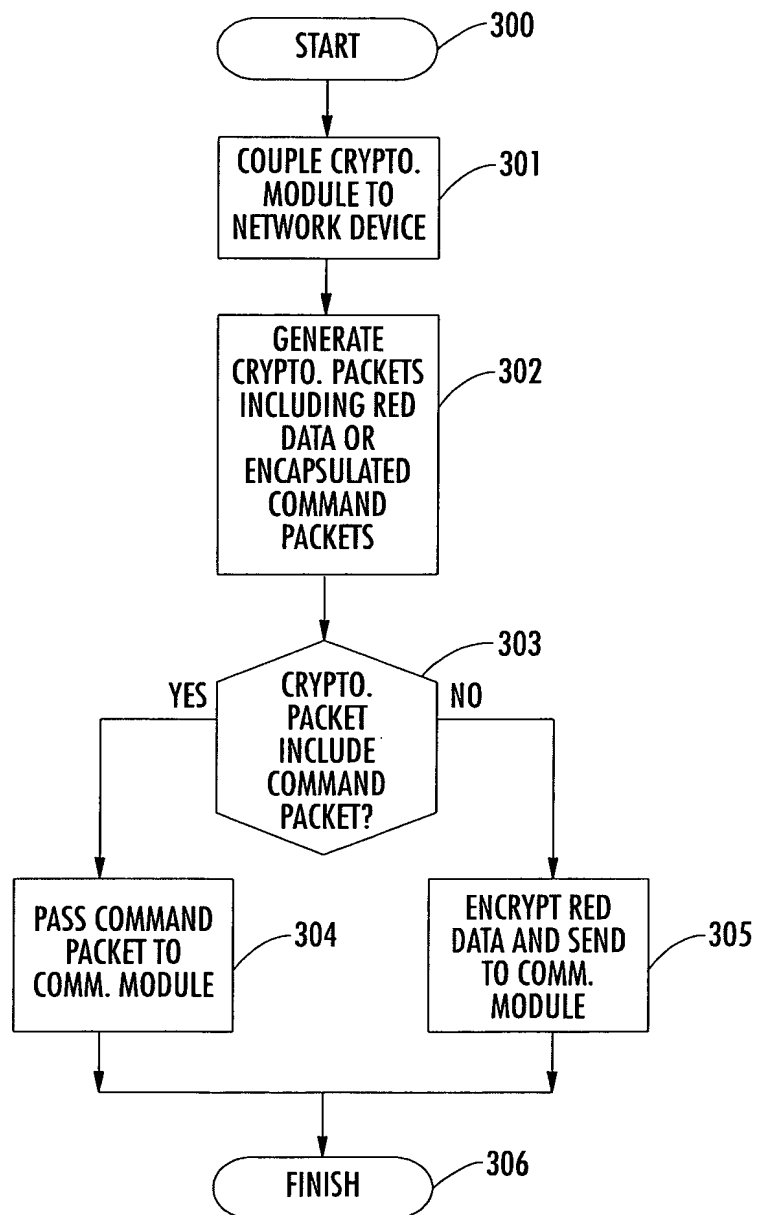 START
300
COUPLE CRYPTO.
MODULE TO
NETWORK DEVICE
301
GENERATE
CRYPTO. PACKETS
INCLUDING RED
DATA OR
ENCAPSULATED
COMMAND
PACKETS
302
303
YES
NO
CRYPTO.
PACKET
INCLUDE
COMMAND
PACKET?
PASS COMMAND
PACKET TO
COMM. MODULE
304
ENCRYPT RED
DATA AND SEND
TO COMM.
MODULE
305
FINISH
306